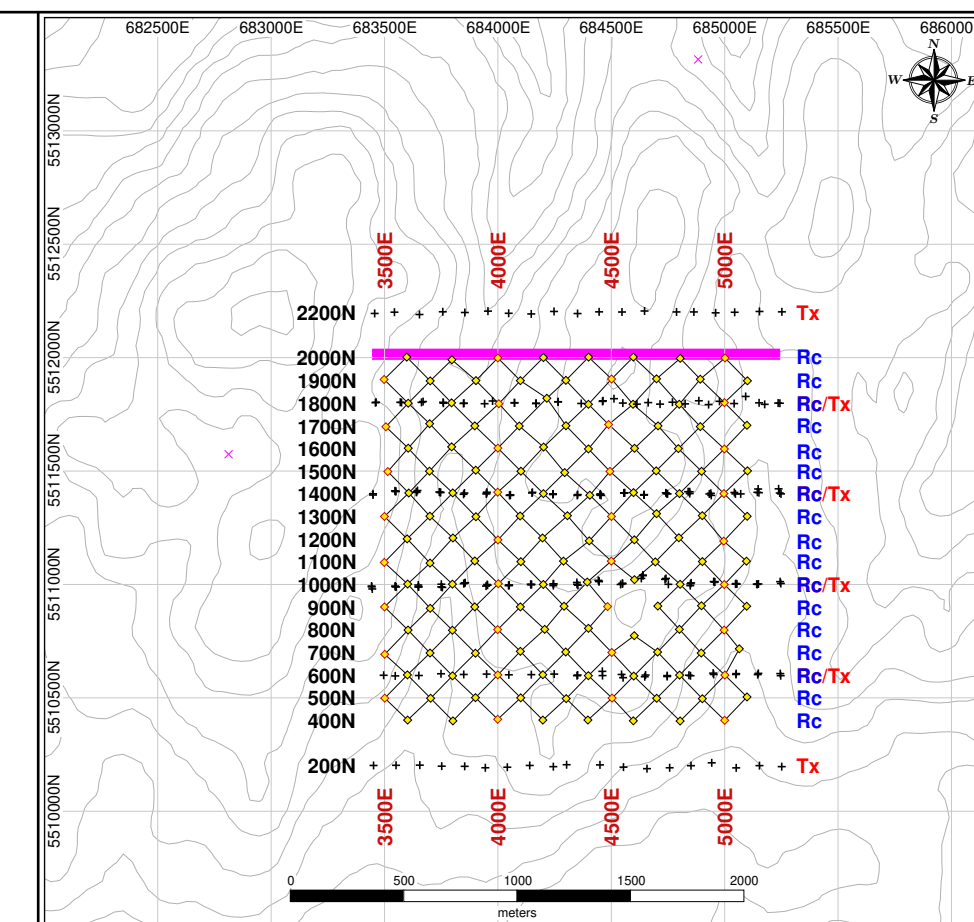 682500E 683000E 683500E 684000E 684500E 685000E 685500E 686000
N
W E
S
5513000N
5512500N
3500E 4000E 4500E 5000E
2200N Tx
5512000N
2000N Rc
1900N Rc
1800N Rc/Tx
1700N Rc
1600N Rc
5511500N
1500N Rc
1400N Rc/Tx
1300N Rc
1200N Rc
1100N Rc
5511000N
1000N Rc/Tx
900N Rc
800N Rc
700N Rc
600N Rc/Tx
5510500N
500N Rc
400N Rc
200N Tx
5510000N
3500E 4000E 4500E 5000E
0 500 1000 1500 2000
meters